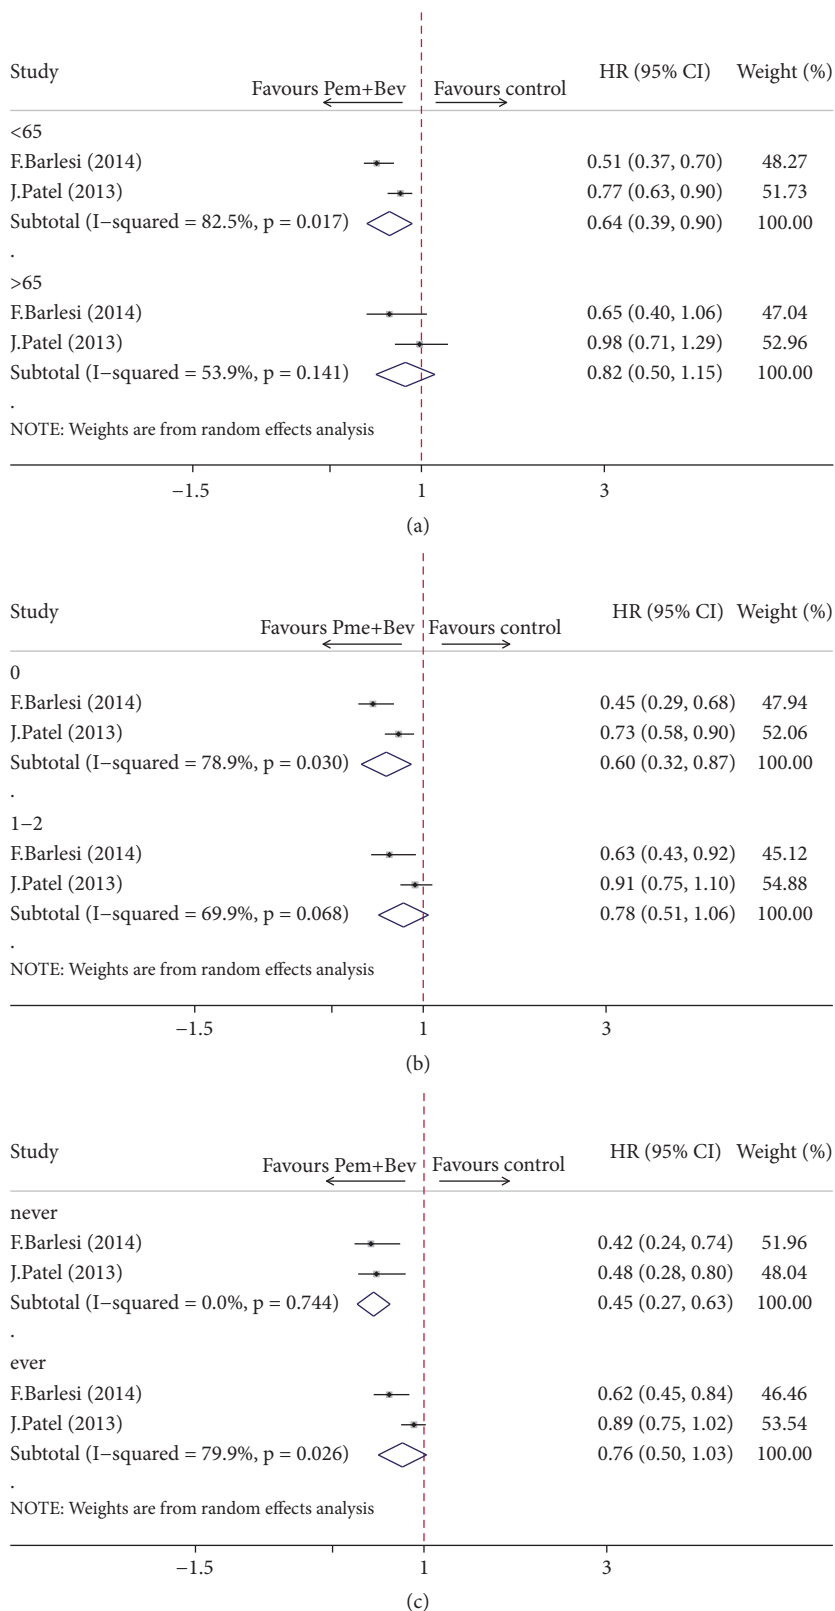 Study HR (95% CI) Weight (%)
Favours Pem+Bev Favours control
<65
F.Barlesi (2014) 0.51 (0.37, 0.70) 48.27
J.Patel (2013) 0.77 (0.63, 0.90) 51.73
Subtotal (I−squared = 82.5%, p = 0.017) 0.64 (0.39, 0.90) 100.00
.
>65
F.Barlesi (2014) 0.65 (0.40, 1.06) 47.04
J.Patel (2013) 0.98 (0.71, 1.29) 52.96
Subtotal (I−squared = 53.9%, p = 0.141) 0.82 (0.50, 1.15) 100.00
.
NOTE: Weights are from random effects analysis
−1.5 1 3
(a)
Study HR (95% CI) Weight (%)
Favours Pme+Bev Favours control
0
F.Barlesi (2014) 0.45 (0.29, 0.68) 47.94
J.Patel (2013) 0.73 (0.58, 0.90) 52.06
Subtotal (I−squared = 78.9%, p = 0.030) 0.60 (0.32, 0.87) 100.00
.
1−2
F.Barlesi (2014) 0.63 (0.43, 0.92) 45.12
J.Patel (2013) 0.91 (0.75, 1.10) 54.88
Subtotal (I−squared = 69.9%, p = 0.068) 0.78 (0.51, 1.06) 100.00
.
NOTE: Weights are from random effects analysis
−1.5 1 3
(b)
Study HR (95% CI) Weight (%)
Favours Pem+Bev Favours control
never
F.Barlesi (2014) 0.42 (0.24, 0.74) 51.96
J.Patel (2013) 0.48 (0.28, 0.80) 48.04
Subtotal (I−squared = 0.0%, p = 0.744) 0.45 (0.27, 0.63) 100.00
.
ever
F.Barlesi (2014) 0.62 (0.45, 0.84) 46.46
J.Patel (2013) 0.89 (0.75, 1.02) 53.54
Subtotal (I−squared = 79.9%, p = 0.026) 0.76 (0.50, 1.03) 100.00
.
NOTE: Weights are from random effects analysis
−1.5 1 3
(c)